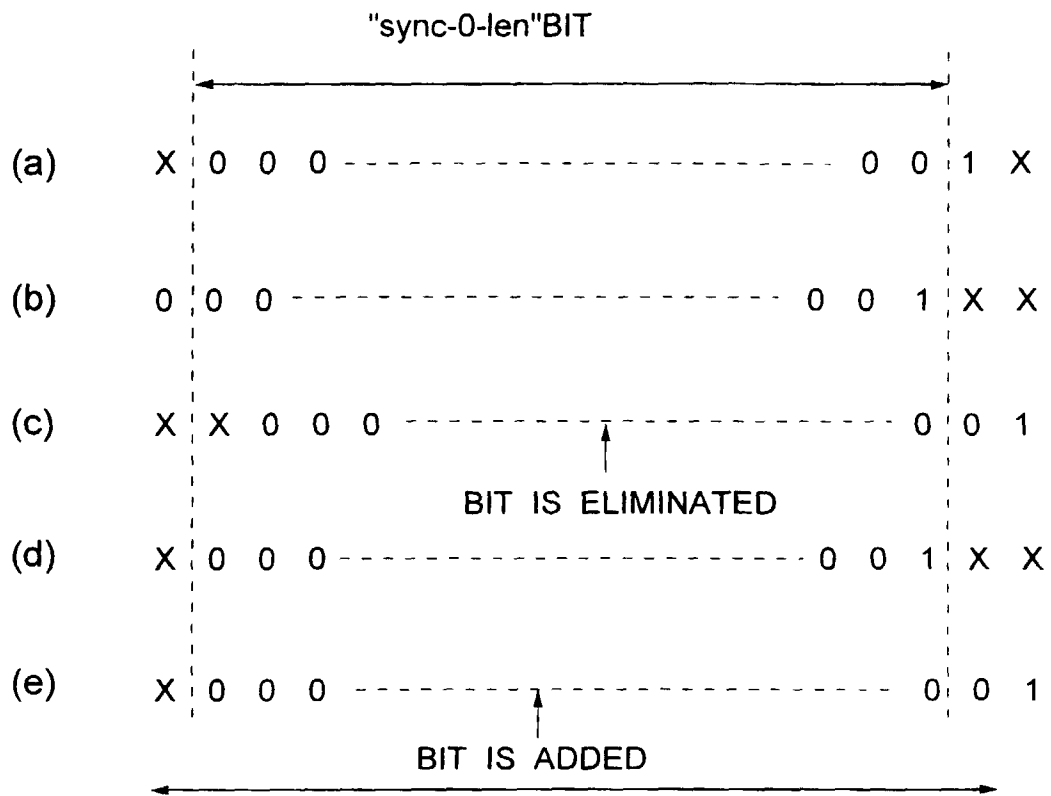 "sync-0-len"BIT
(a) X 0 0 0 0 0 1 X
(b) 0 0 0 0 0 1 X X
(c) X X 0 0 0 0 0 1
BIT IS ELIMINATED
(d) X 0 0 0 0 0 1 X X
(e) X 0 0 0 0 0 1
BIT IS ADDED